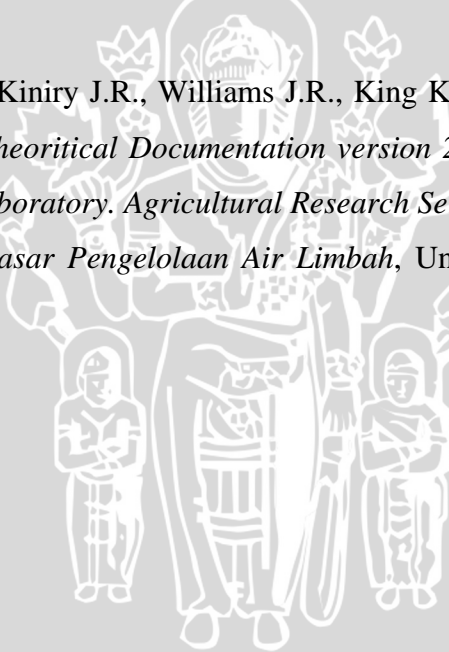 Kiniry J.R., Williams J.R., King K
heoritical Documentation version 2
boratory. Agricultural Research Se
asar Pengelolaan Air Limbah, Un